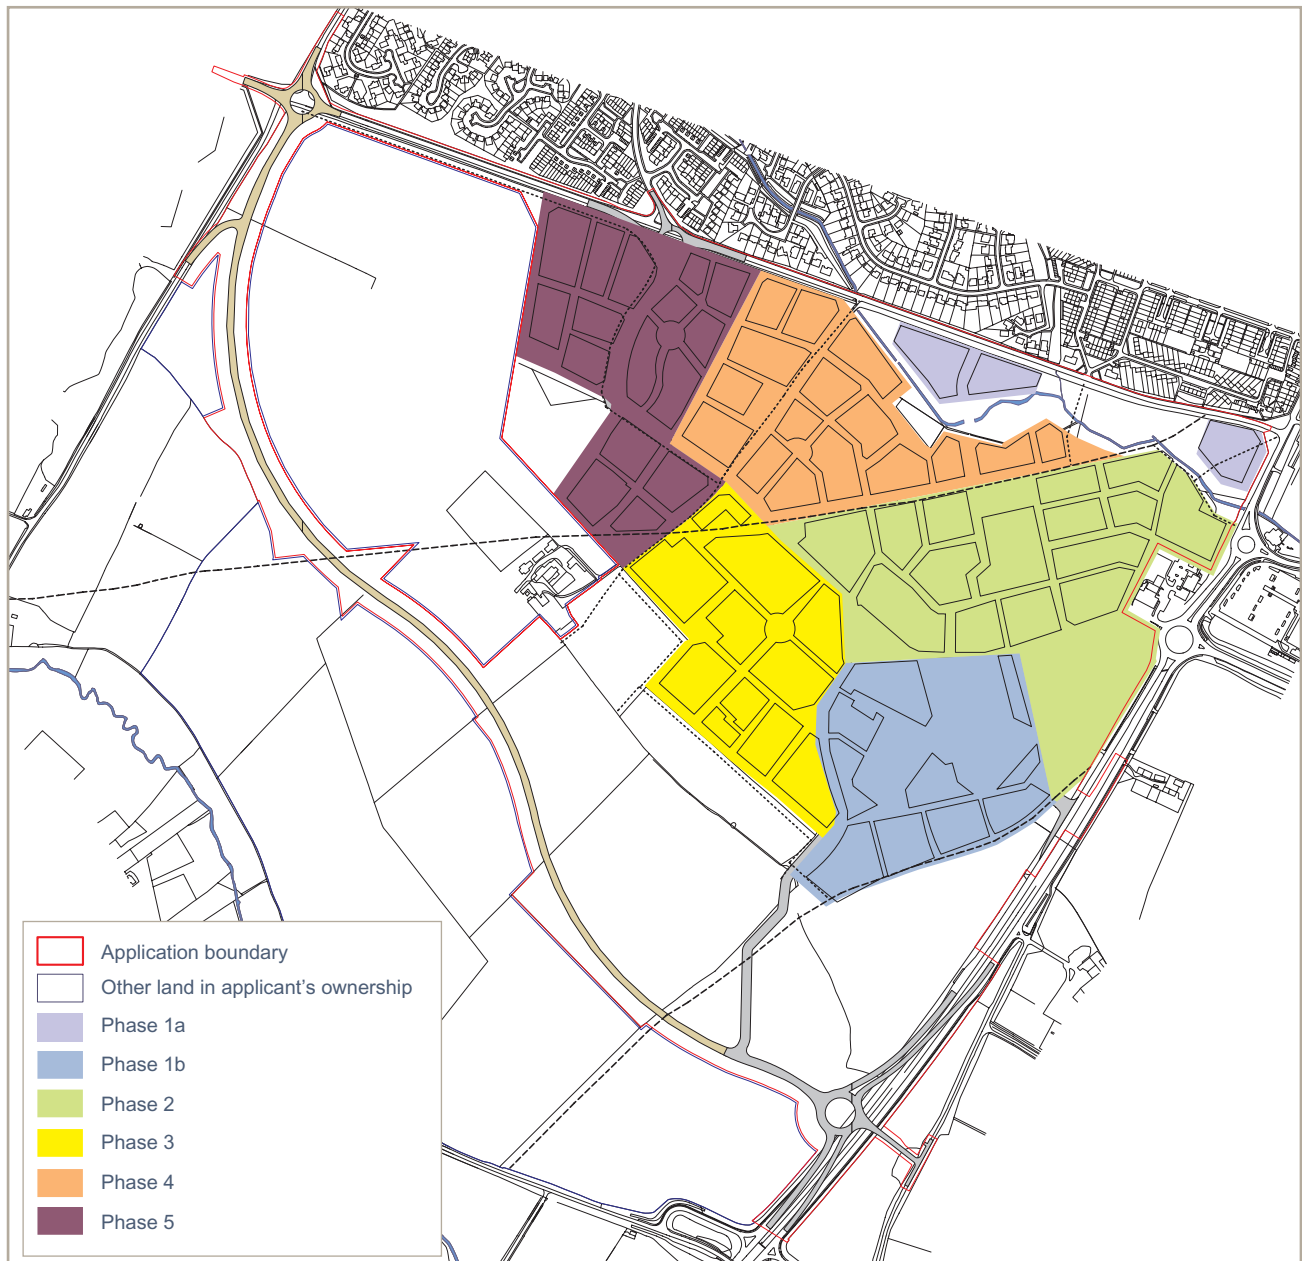 Application boundary
Other land in applicant's ownership
Phase 1a
Phase 1b
Phase 2
Phase 3
Phase 4
Phase 5